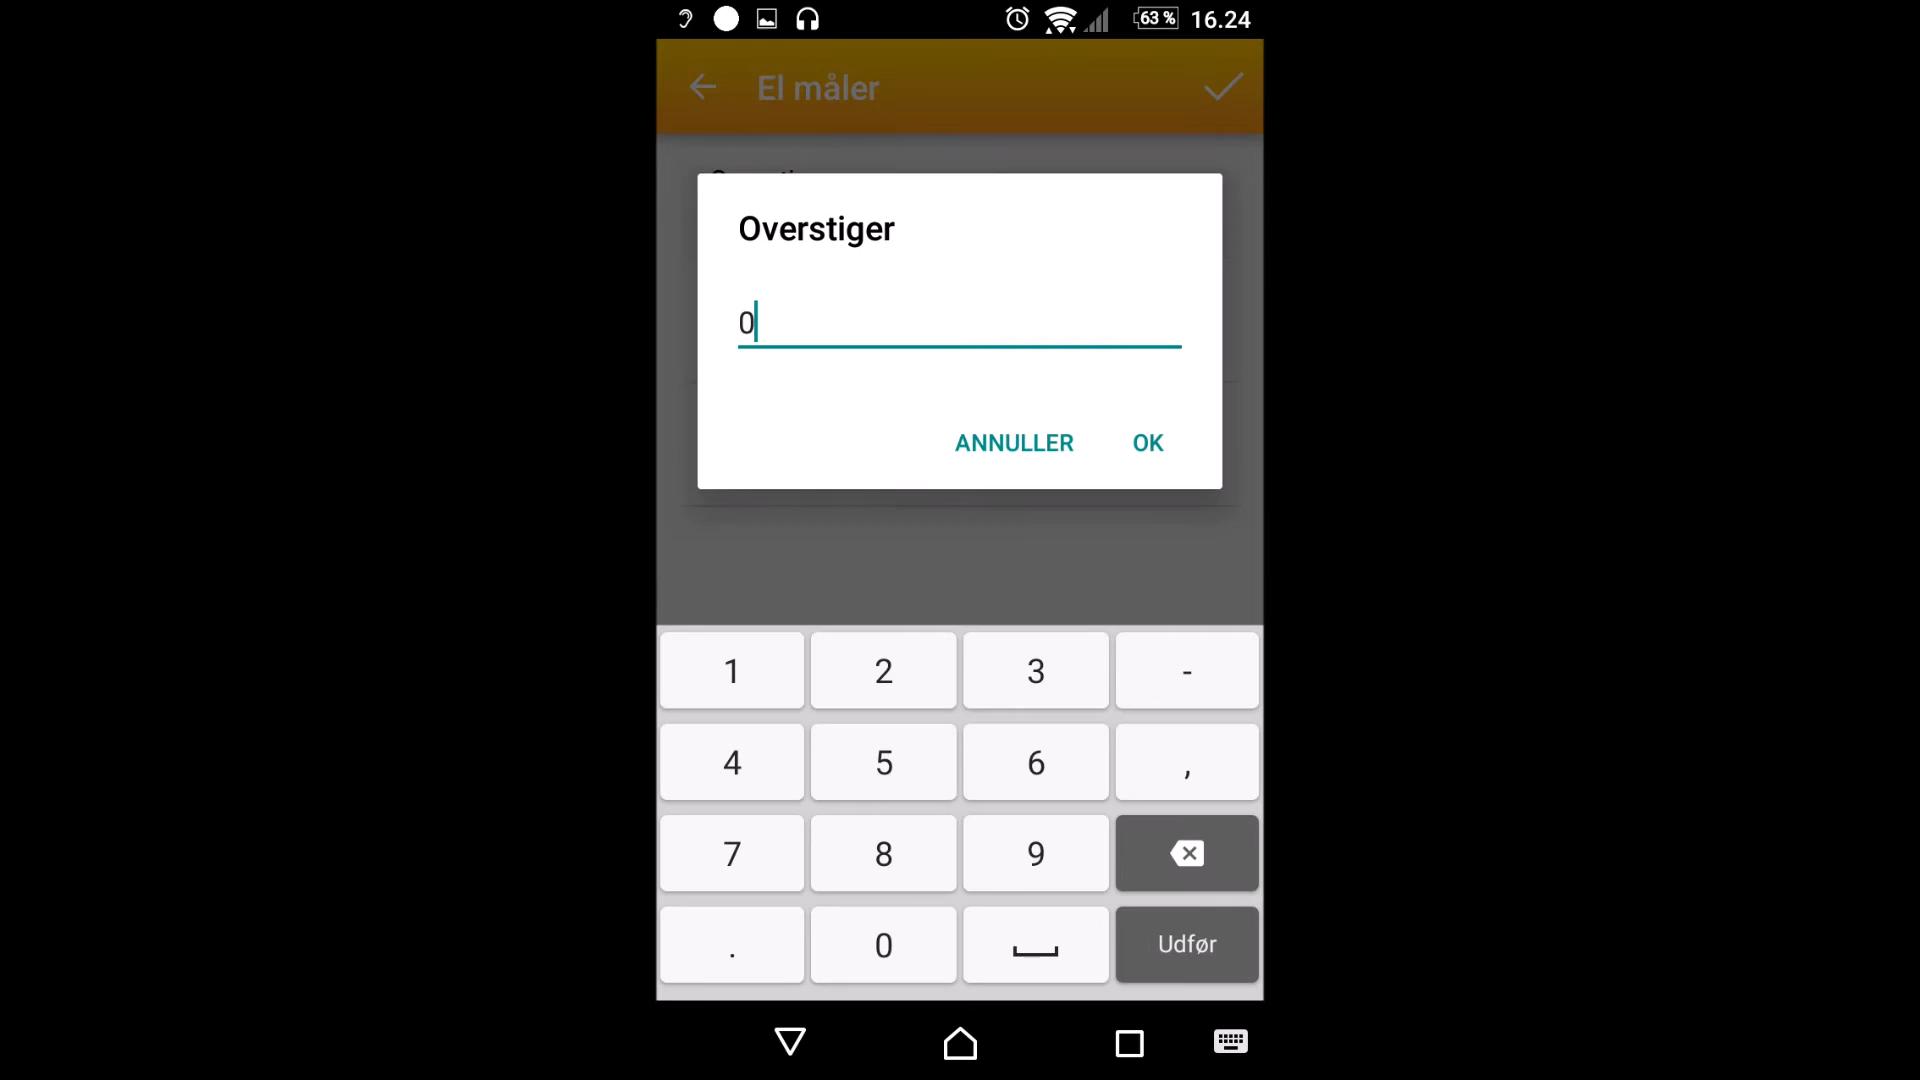 63 % 16.24
El måler
Overstiger
0
ANNULLER OK
1 2 3 -
4 5 6 ,
7 8 9
. 0 Udfør